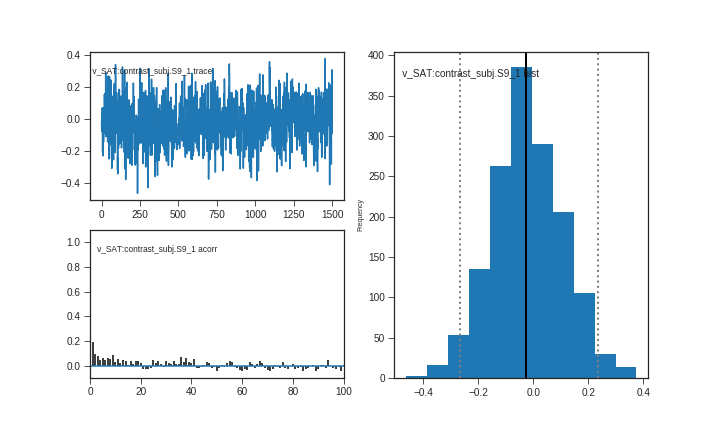 0.4
0.2
0.0
−0.2
−0.4
v_SAT:contrast_subj.S9_1 trace
0 250 500 750 1000 1250 1500
1.0
0.8
0.6
0.4
0.2
0.0
v_SAT:contrast_subj.S9_1 acorr
0 20 40 60 80 100
400
350
300
250
200
150
100
50
0
Frequency
v_SAT:contrast_subj.S9_1 hist
−0.4 −0.2 0.0 0.2 0.4